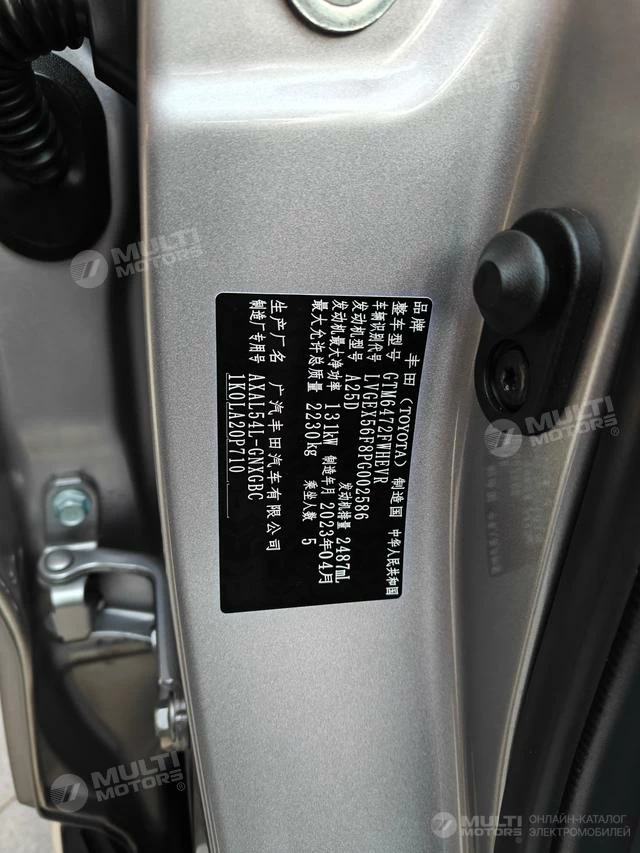 品牌 丰田(TOYOTA) 制造国 中华人民共和国
整车型号 GTM6472FWHEVR
车辆识别代号 LVGEX56F8PG002586
发动机型号 A25D 发动机排量 2487mL
发动机最大净功率 131kW 制造年月 2023年04月
最大允许总质量 2230kg 乘坐人数 5
生产厂名 广汽丰田汽车有限公司
制造厂专用号 AXAL54L-GNXGBC
1K0LA20P710
MULTI MOTORS®
MULTI MOTORS®
MULTI MOTORS®
MULTI MOTORS®
MULTI MOTORS®
ОНЛАЙН-КАТАЛОГ
ЭЛЕКТРОМОБИЛЕЙ